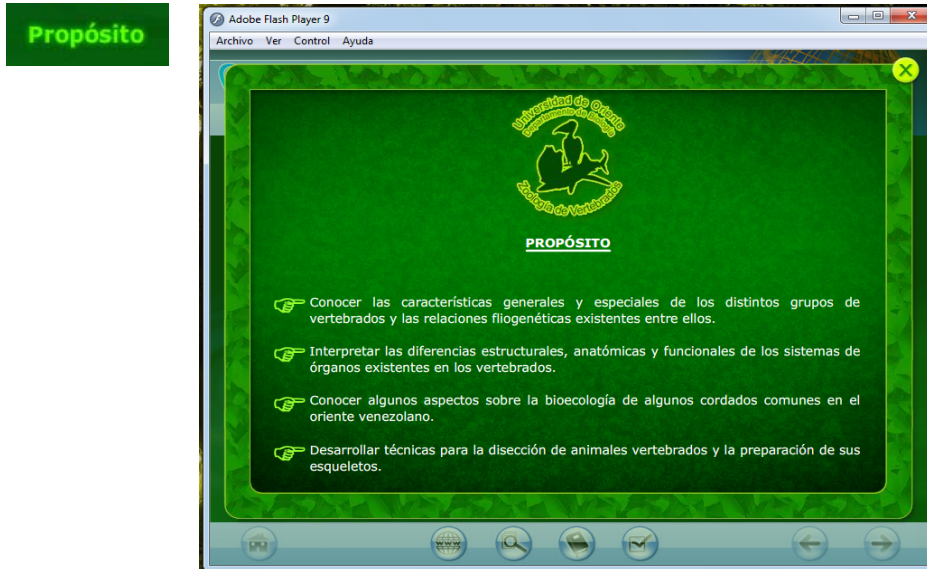 Propósito
Adobe Flash Player 9
Archivo Ver Control Ayuda
Universidad de Oriente
Departamento de Biología
Zoología de Vertebrados
PROPÓSITO
Conocer las características generales y especiales de los distintos grupos de
vertebrados y las relaciones fliogenéticas existentes entre ellos.
Interpretar las diferencias estructurales, anatómicas y funcionales de los sistemas de
órganos existentes en los vertebrados.
Conocer algunos aspectos sobre la bioecología de algunos cordados comunes en el
oriente venezolano.
Desarrollar técnicas para la disección de animales vertebrados y la preparación de sus
esqueletos.
www